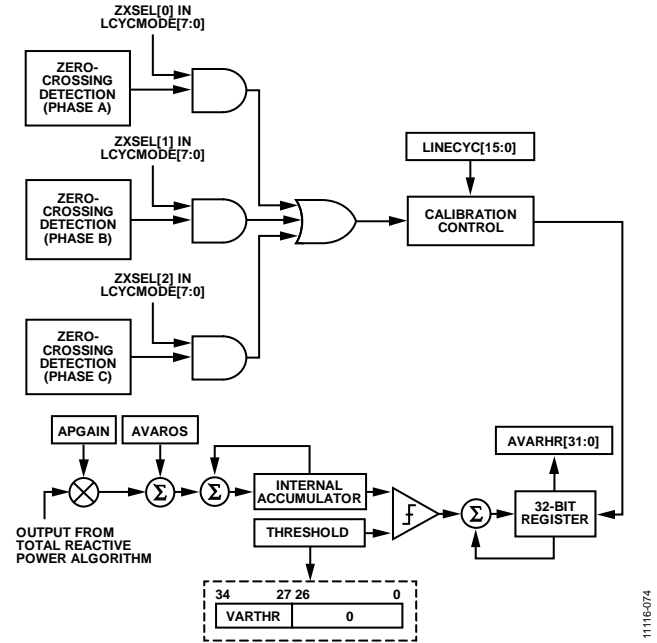 ZXSEL[0] IN
LCYCMODE[7:0]
ZERO-
CROSSING
DETECTION
(PHASE A)
ZXSEL[1] IN
LCYCMODE[7:0]
ZERO-
CROSSING
DETECTION
(PHASE B)
LINECYC[15:0]
CALIBRATION
CONTROL
ZXSEL[2] IN
LCYCMODE[7:0]
ZERO-
CROSSING
DETECTION
(PHASE C)
APGAIN
AVAROS
AVARHR[31:0]
Σ
Σ
INTERNAL
ACCUMULATOR
Σ
32-BIT
REGISTER
OUTPUT FROM
TOTAL REACTIVE
POWER ALGORITHM
THRESHOLD
34 27 26 0
VARTHR 0
11116-074